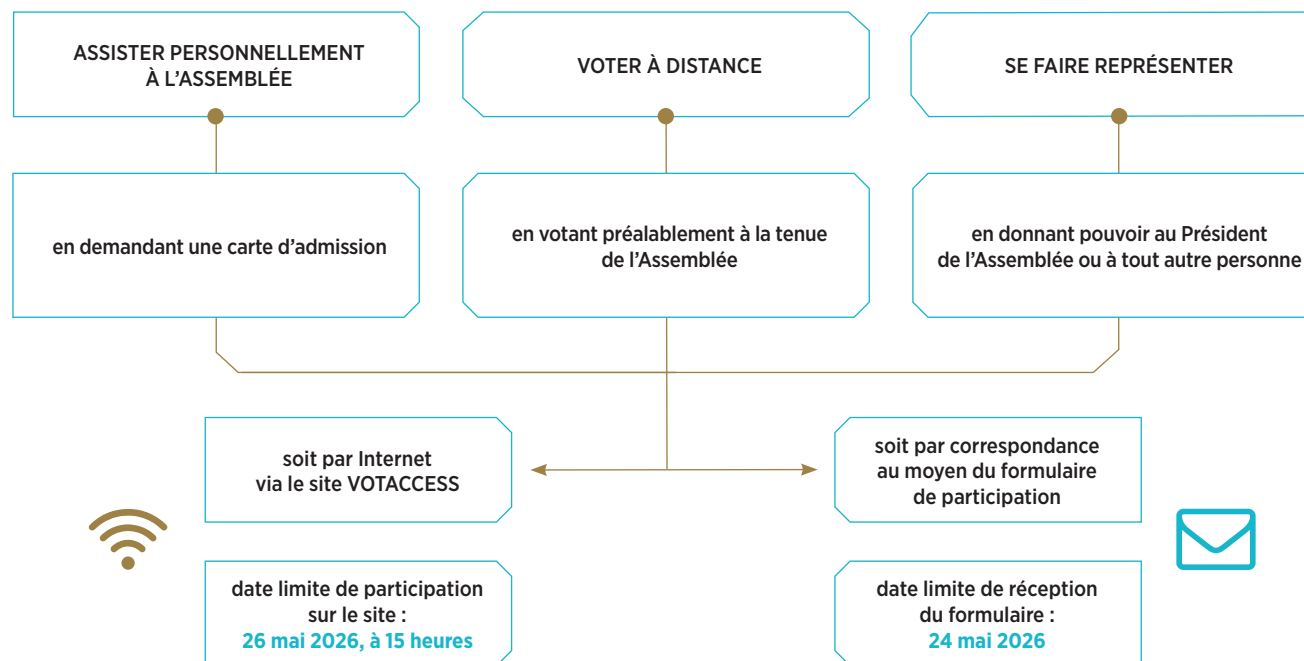 ASSISTER PERSONNELLEMENT
À L’ASSEMBLÉE
VOTER À DISTANCE
SE FAIRE REPRÉSENTER
en demandant une carte d’admission
en votant préalablement à la tenue
de l’Assemblée
en donnant pouvoir au Président
de l’Assemblée ou à tout autre personne
soit par Internet
via le site VOTACCESS
soit par correspondance
au moyen du formulaire
de participation
date limite de participation
sur le site :
26 mai 2026, à 15 heures
date limite de réception
du formulaire :
24 mai 2026